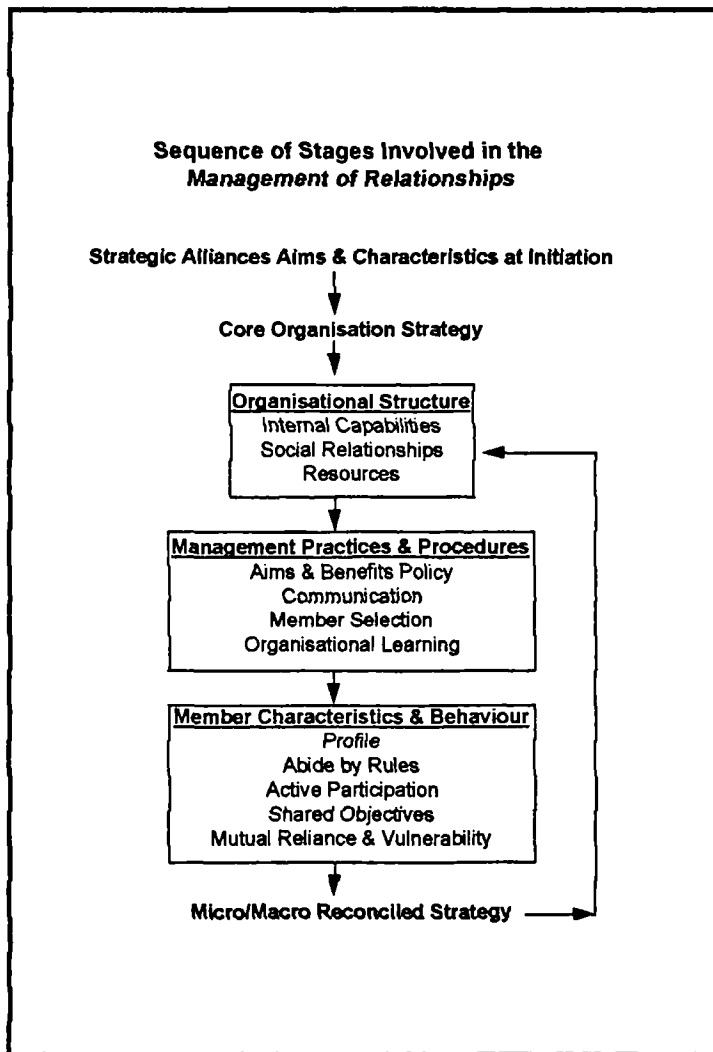 Sequence of Stages Involved in the
Management of Relationships
Strategic Alliances Aims & Characteristics at Initiation
Core Organisation Strategy
Organisational Structure
Internal Capabilities
Social Relationships
Resources
Management Practices & Procedures
Aims & Benefits Policy
Communication
Member Selection
Organisational Learning
Member Characteristics & Behaviour
Profile
Abide by Rules
Active Participation
Shared Objectives
Mutual Reliance & Vulnerability
Micro/Macro Reconciled Strategy